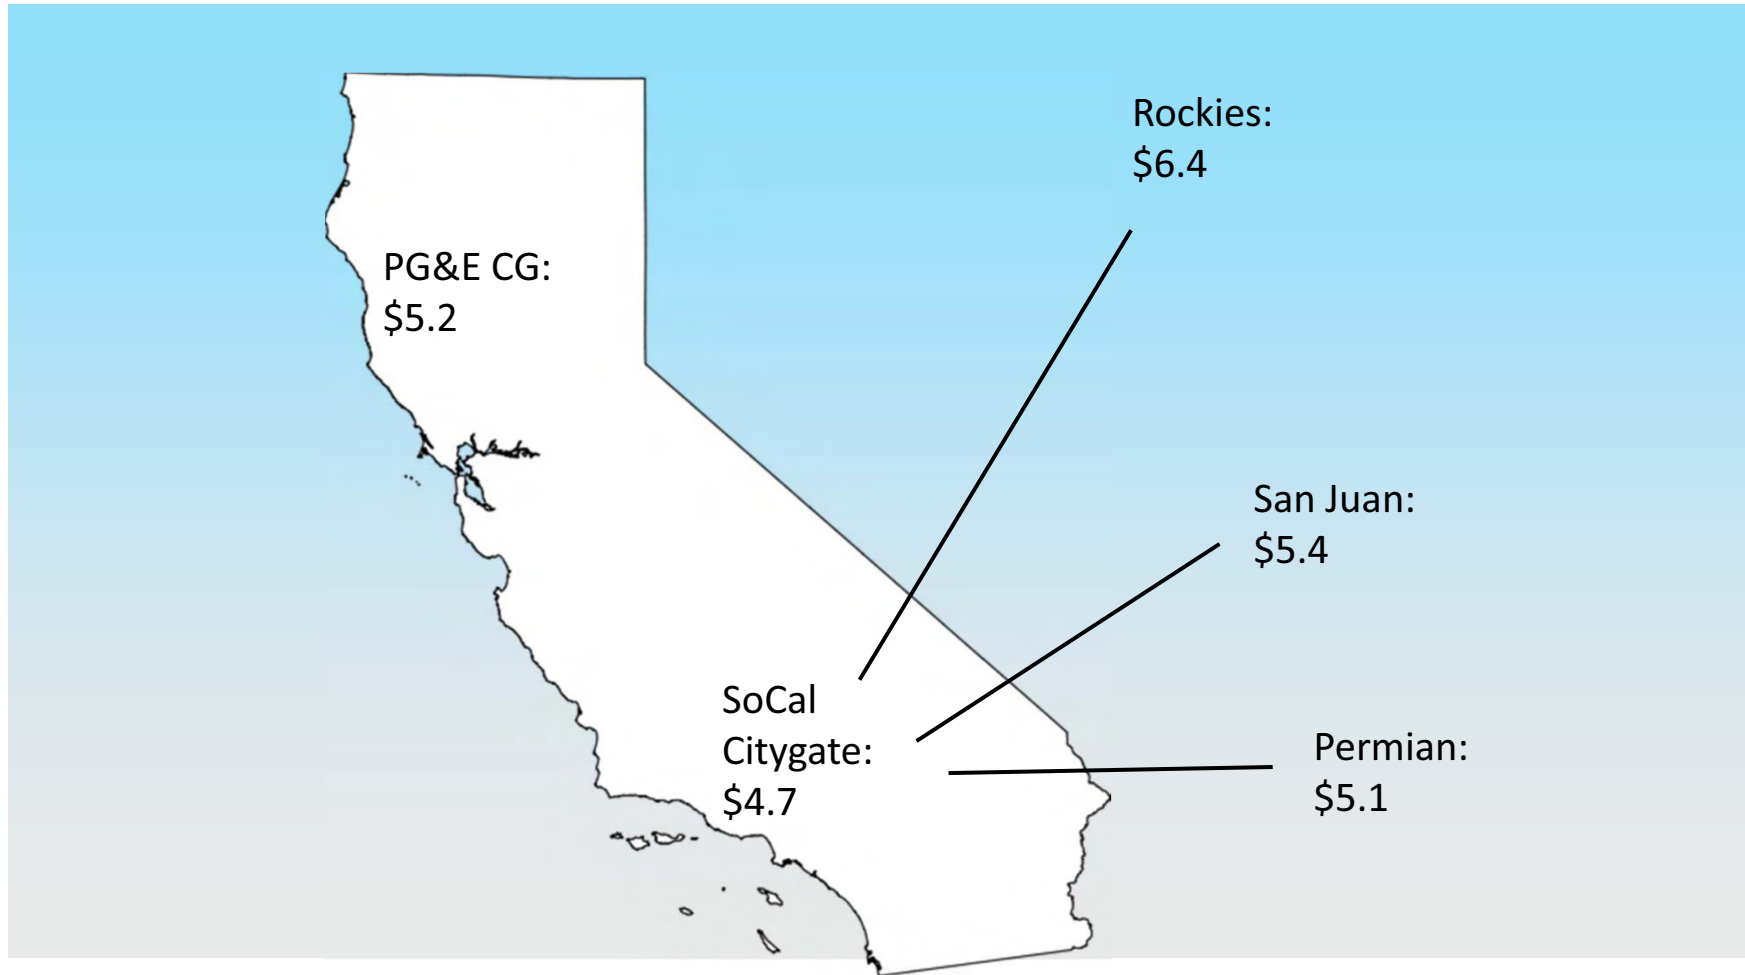 Rockies:
$6.4
PG&E CG:
$5.2
San Juan:
$5.4
SoCal
Citygate:
$4.7
Permian:
$5.1